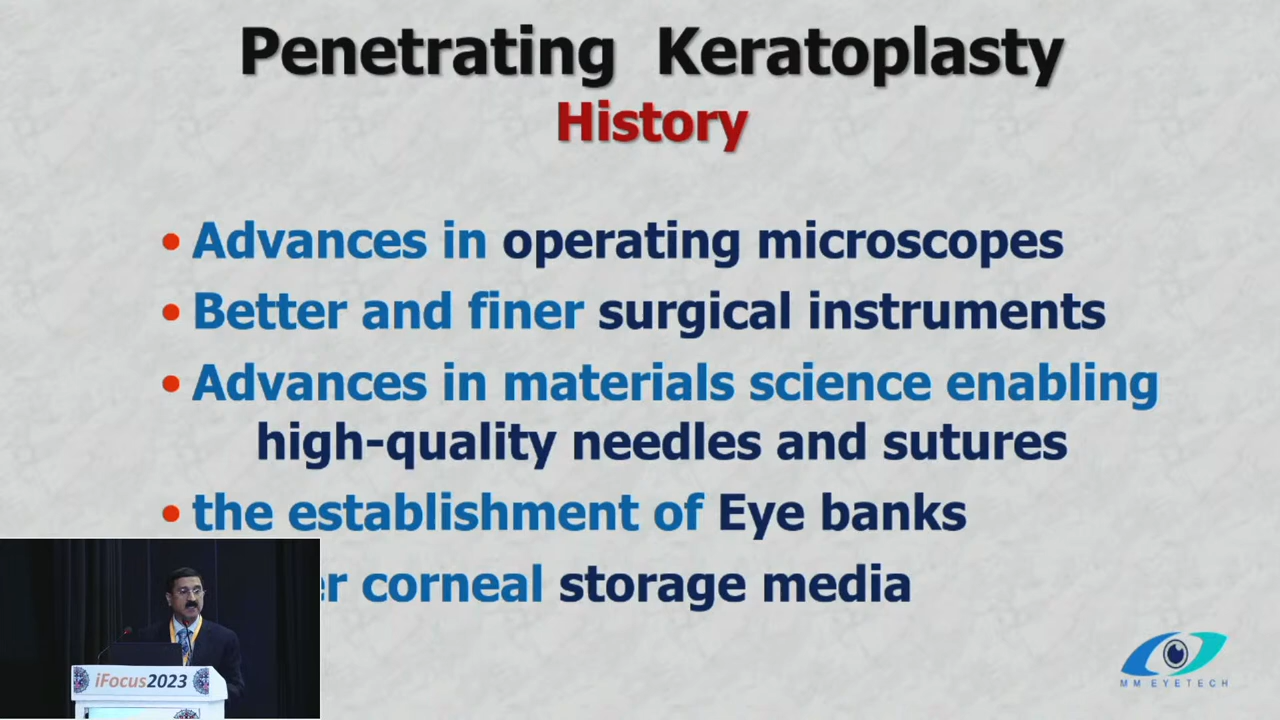 Penetrating Keratoplasty
History
• Advances in operating microscopes
• Better and finer surgical instruments
• Advances in materials science enabling
high-quality needles and sutures
• the establishment of Eye banks
corneal storage media
iFocus2023
MM EYETECH